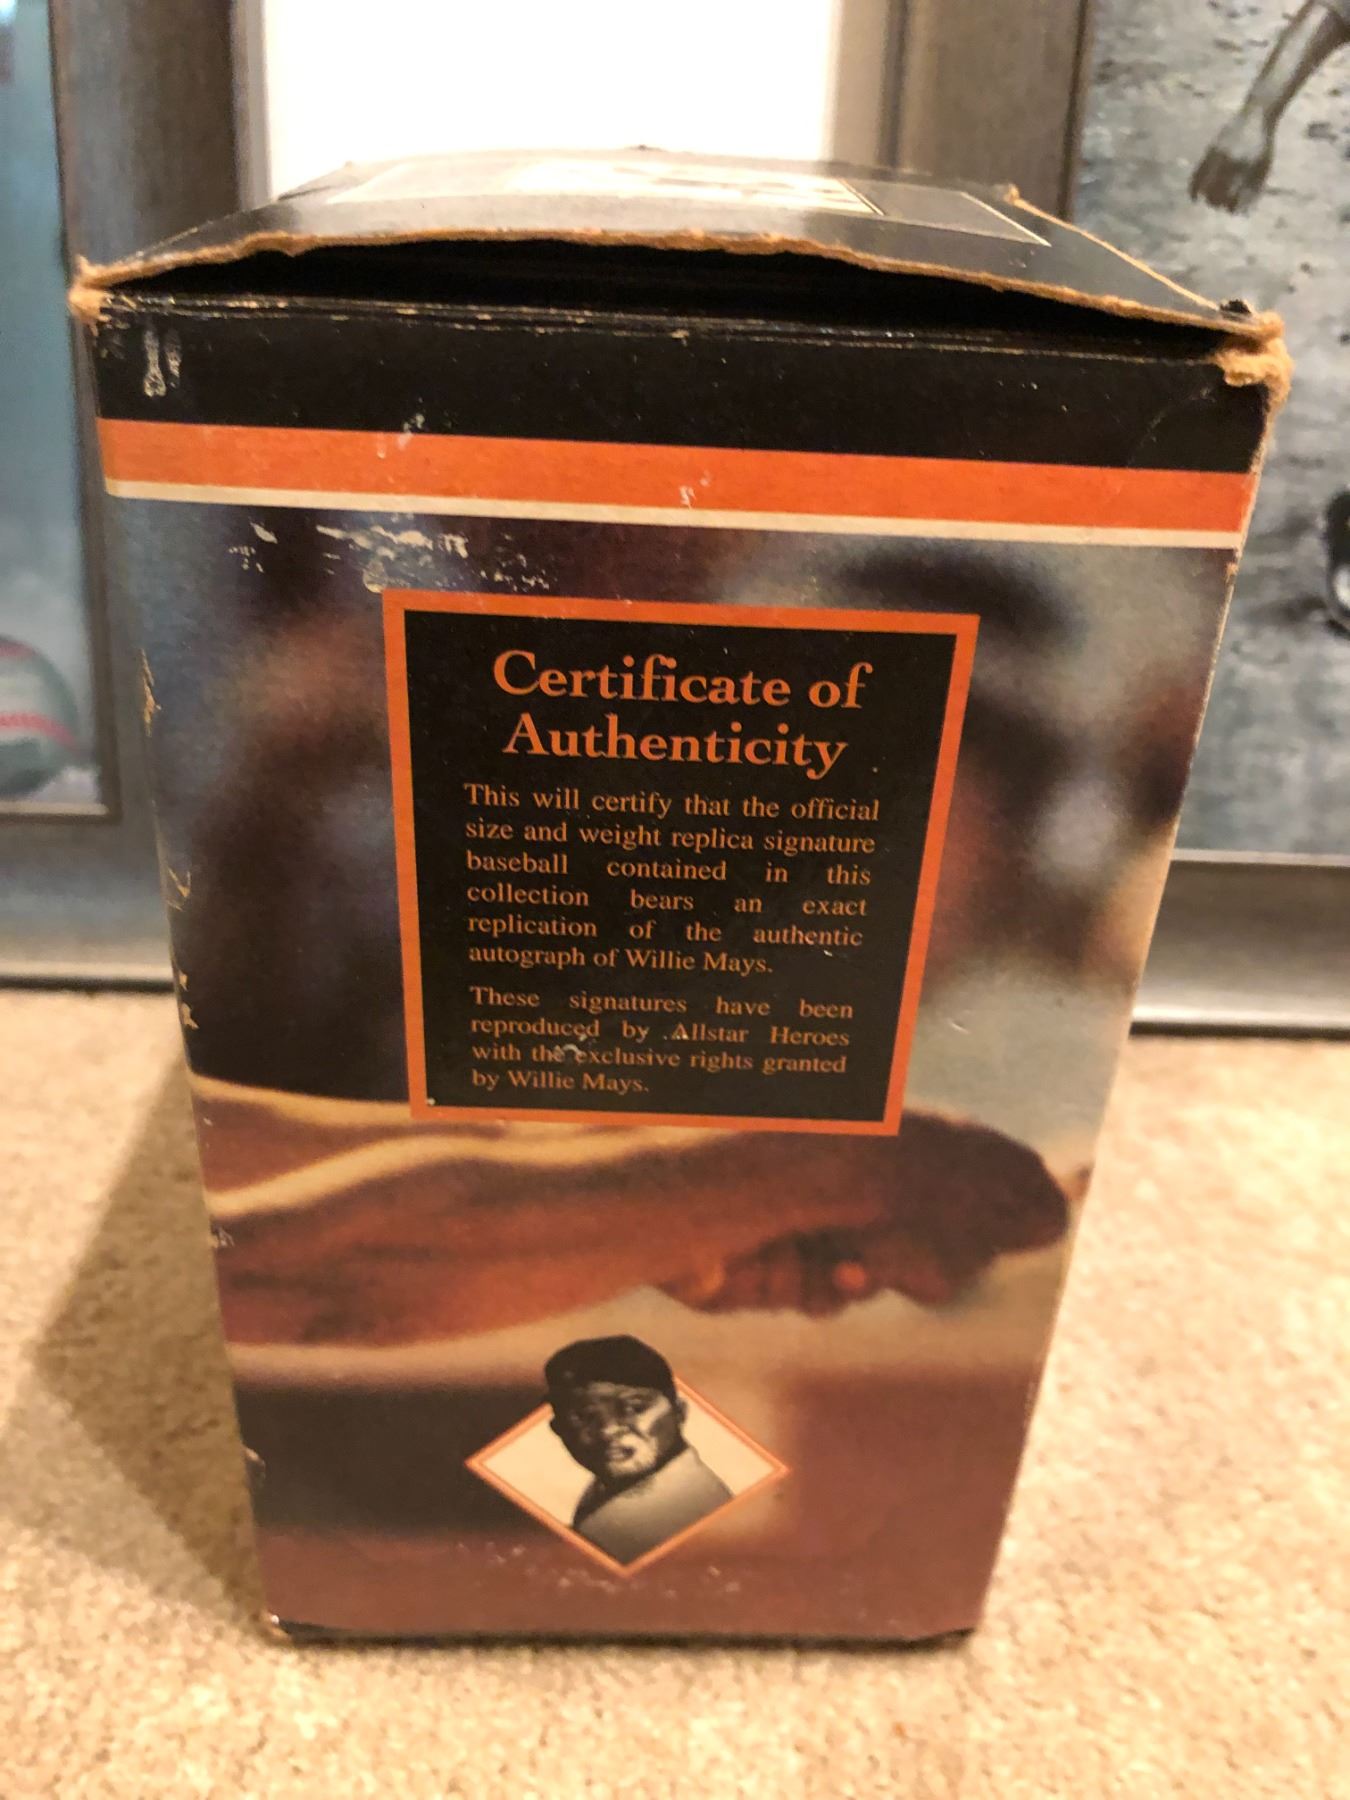 Certificate of
Authenticity
This will certify that the official
size and weight replica signature
baseball contained in this
collection bears an exact
replication of the authentic
autograph of Willie Mays.
These signatures have been
reproduced by Allstar Heroes
with the exclusive rights granted
by Willie Mays.